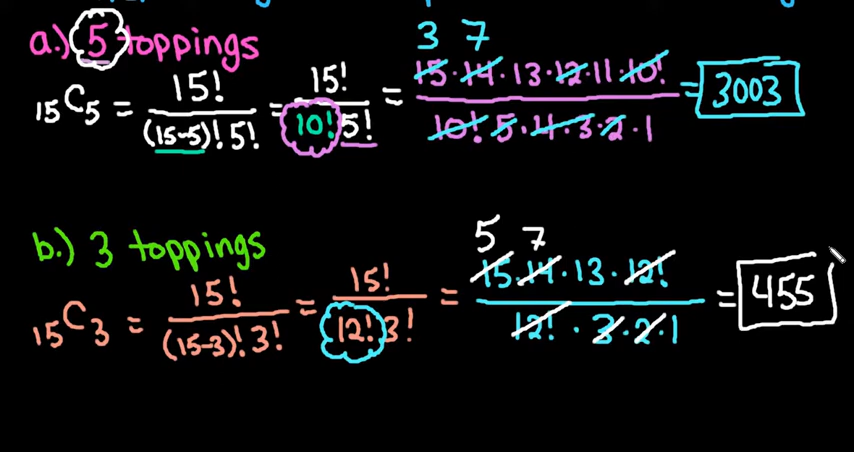 a.) 5 toppings
3 7
₁₅C₅ = 15! / (15-5)! · 5! = 15! / 10! 5! = 15 · 14 · 13 · 12 · 11 · 10! / 10! · 5 · 4 · 3 · 2 · 1 = 3003
b.) 3 toppings
5 7
₁₅C₃ = 15! / (15-3)! · 3! = 15! / 12! 3! = 15 · 14 · 13 · 12! / 12! · 3 · 2 · 1 = 455